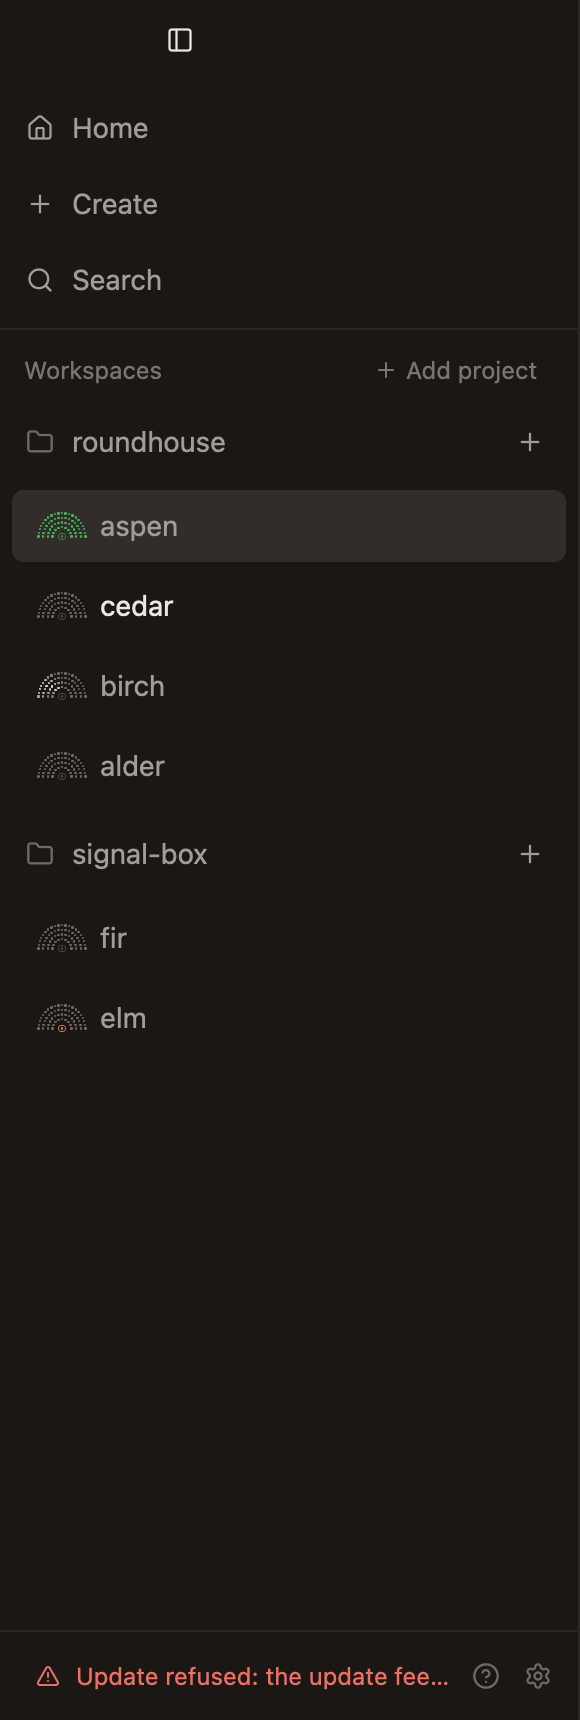 Home
Create
Search
Workspaces + Add project
roundhouse
aspen
cedar
birch
alder
signal-box
fir
elm
Update refused: the update fee...